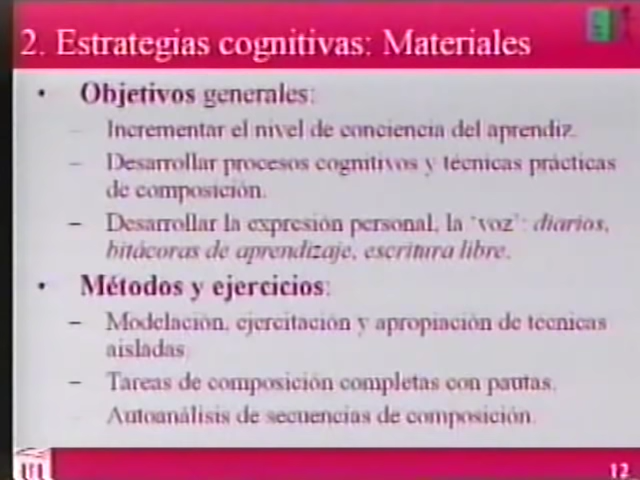 2. Estrategias cognitivas: Materiales
• Objetivos generales:
– Incrementar el nivel de conciencia del aprendiz.
– Desarrollar procesos cognitivos y técnicas prácticas
de composición.
– Desarrollar la expresión personal, la ‘voz’: diarios,
bitácoras de aprendizaje, escritura libre.
• Métodos y ejercicios:
– Modelación, ejercitación y apropiación de técnicas
aisladas.
– Tareas de composición completas con pautas.
– Autoanálisis de secuencias de composición.
12